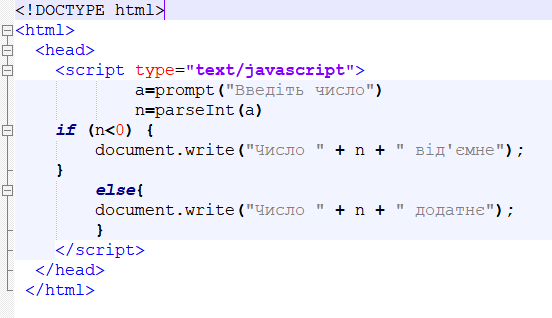 <!DOCTYPE html>
<html>
<head>
<script type="text/javascript">
a=prompt("Введіть число")
n=parseInt(a)
if (n<0) {
document.write("Число " + n + " від'ємне");
}
else{
document.write("Число " + n + " додатнє");
}
</script>
</head>
</html>